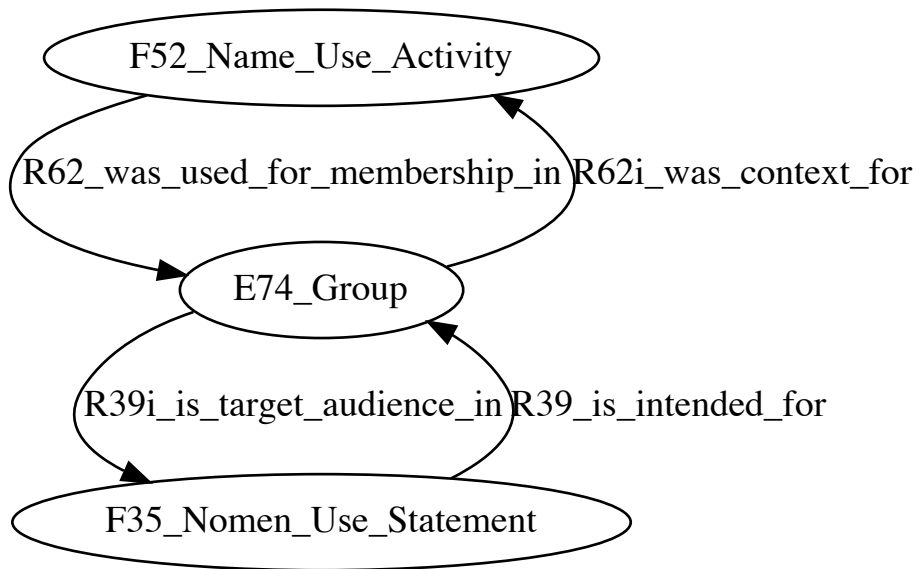 F52_Name_Use_Activity
R62_was_used_for_membership_in R62i_was_context_for
E74_Group
R39i_is_target_audience_in R39_is_intended_for
F35_Nomen_Use_Statement